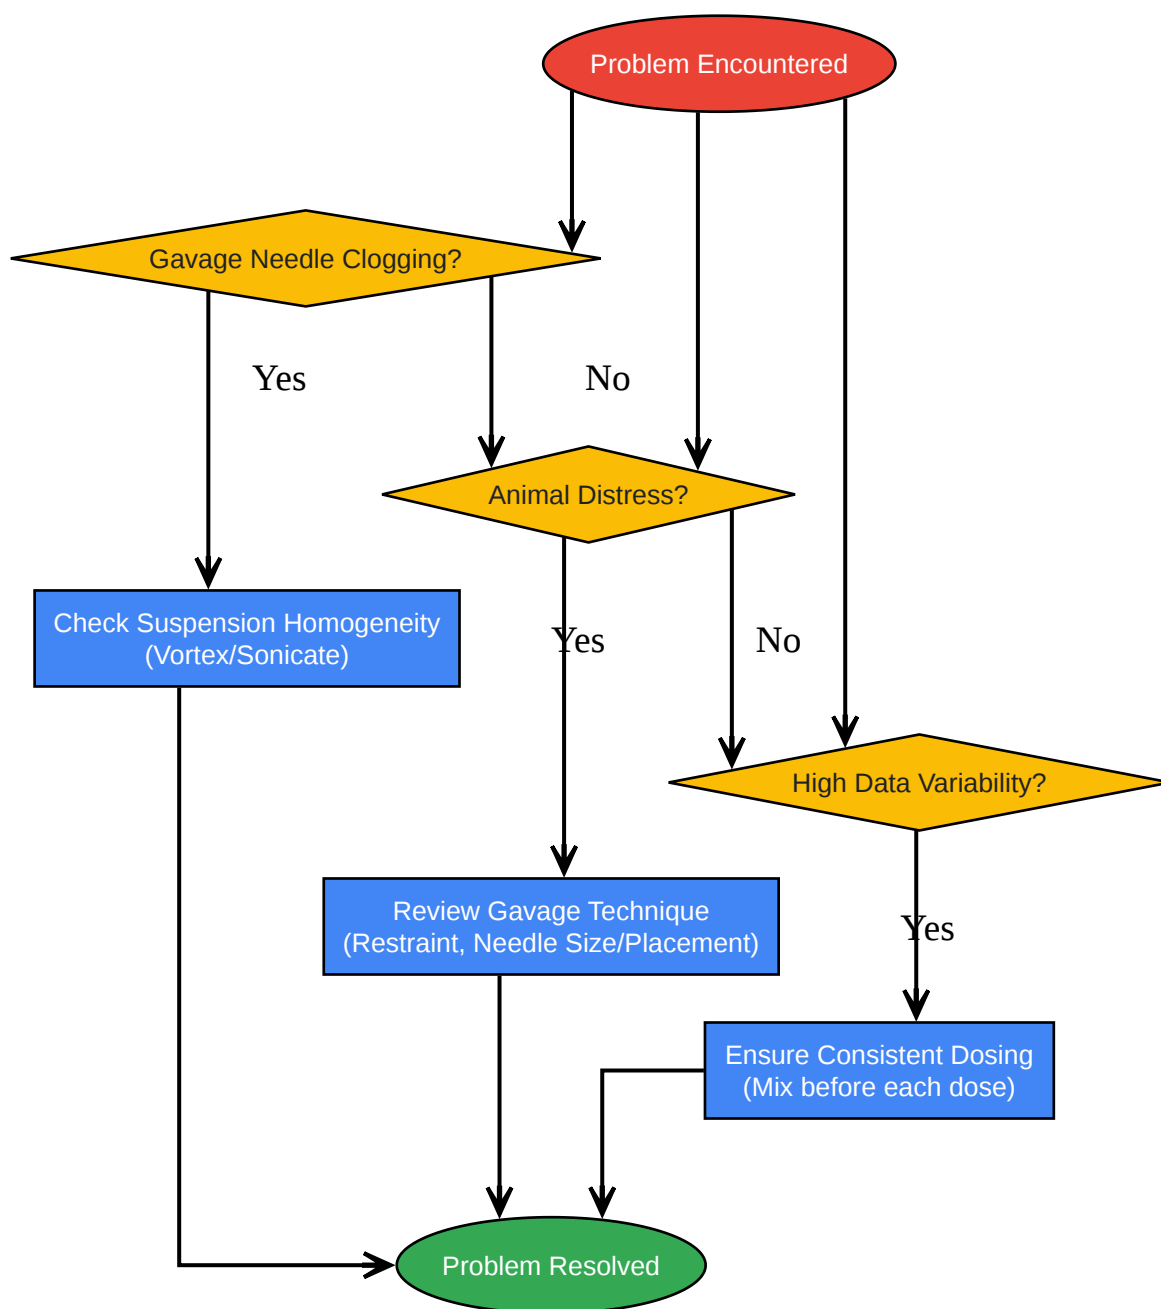 Problem Encountered
Gavage Needle Clogging?
Yes
No
Animal Distress?
Check Suspension Homogeneity
(Vortex/Sonicate)
Yes
No
High Data Variability?
Review Gavage Technique
(Restraint, Needle Size/Placement)
Yes
Ensure Consistent Dosing
(Mix before each dose)
Problem Resolved